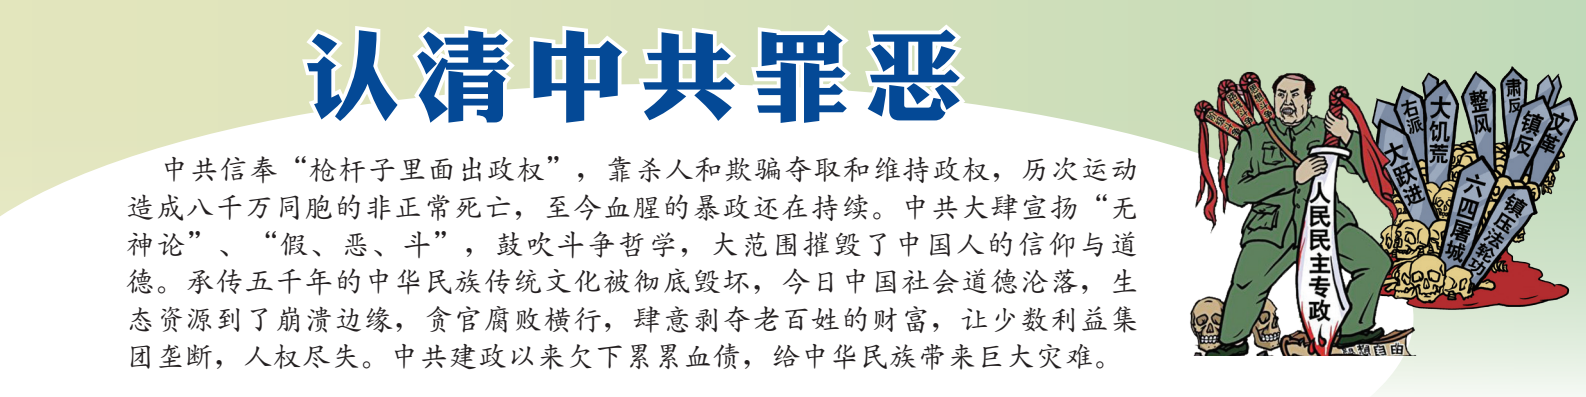 认清中共罪恶
中共信奉“枪杆子里面出政权”，靠杀人和欺骗夺取和维持政权，历次运动
造成八千万同胞的非正常死亡，至今血腥的暴政还在持续。中共大肆宣扬“无
神论”、“假、恶、斗”，鼓吹斗争哲学，大范围摧毁了中国人的信仰与道
德。承传五千年的中华民族传统文化被彻底毁坏，今日中国社会道德沦落，生
态资源到了崩溃边缘，贪官腐败横行，肆意剥夺老百姓的财富，让少数利益集
团垄断，人权尽失。中共建政以来欠下累累血债，给中华民族带来巨大灾难。
人民民主专政
右派
大饥荒
整风
肃反
镇反
文革
大跃进
六四屠城
镇压法轮功